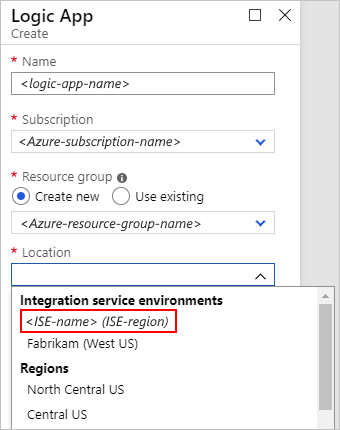 Logic App
Create
* Name
<logic-app-name>
* Subscription
<Azure-subscription-name>
* Resource group
Create new Use existing
<Azure-resource-group-name>
* Location
Integration service environments
<ISE-name> (ISE-region)
Fabrikam (West US)
Regions
North Central US
Central US